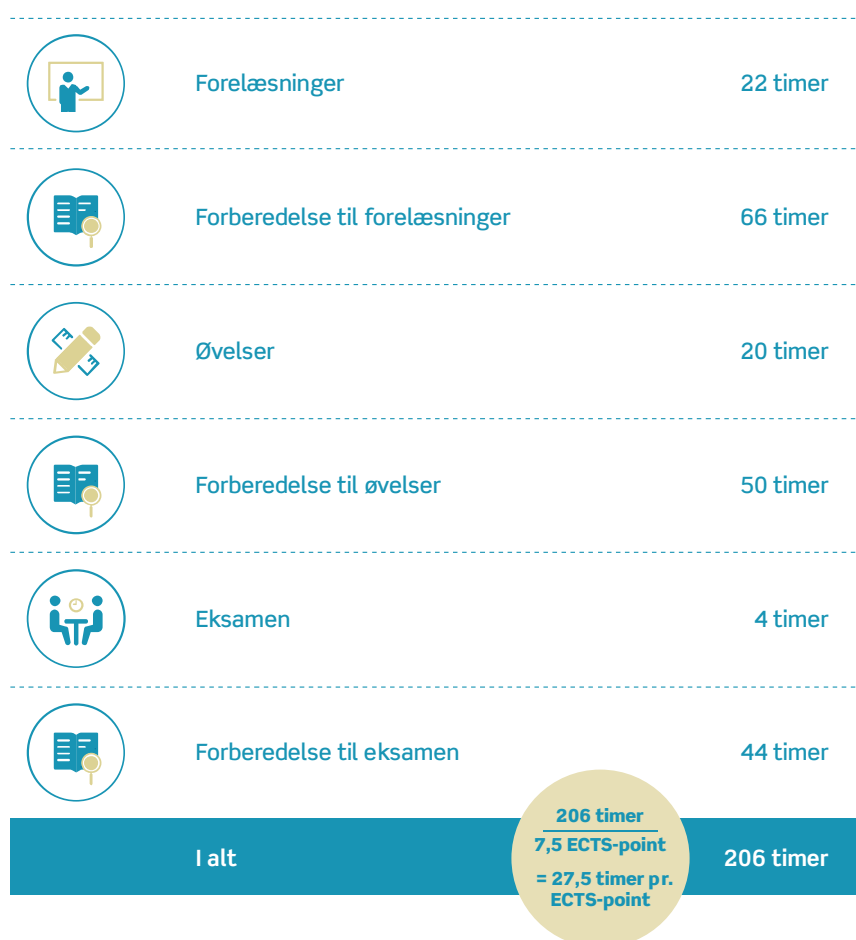 Forelæsninger 22 timer
Forberedelse til forelæsninger 66 timer
Øvelser 20 timer
Forberedelse til øvelser 50 timer
Eksamen 4 timer
Forberedelse til eksamen 44 timer
206 timer
7,5 ECTS-point
= 27,5 timer pr.
ECTS-point
I alt 206 timer